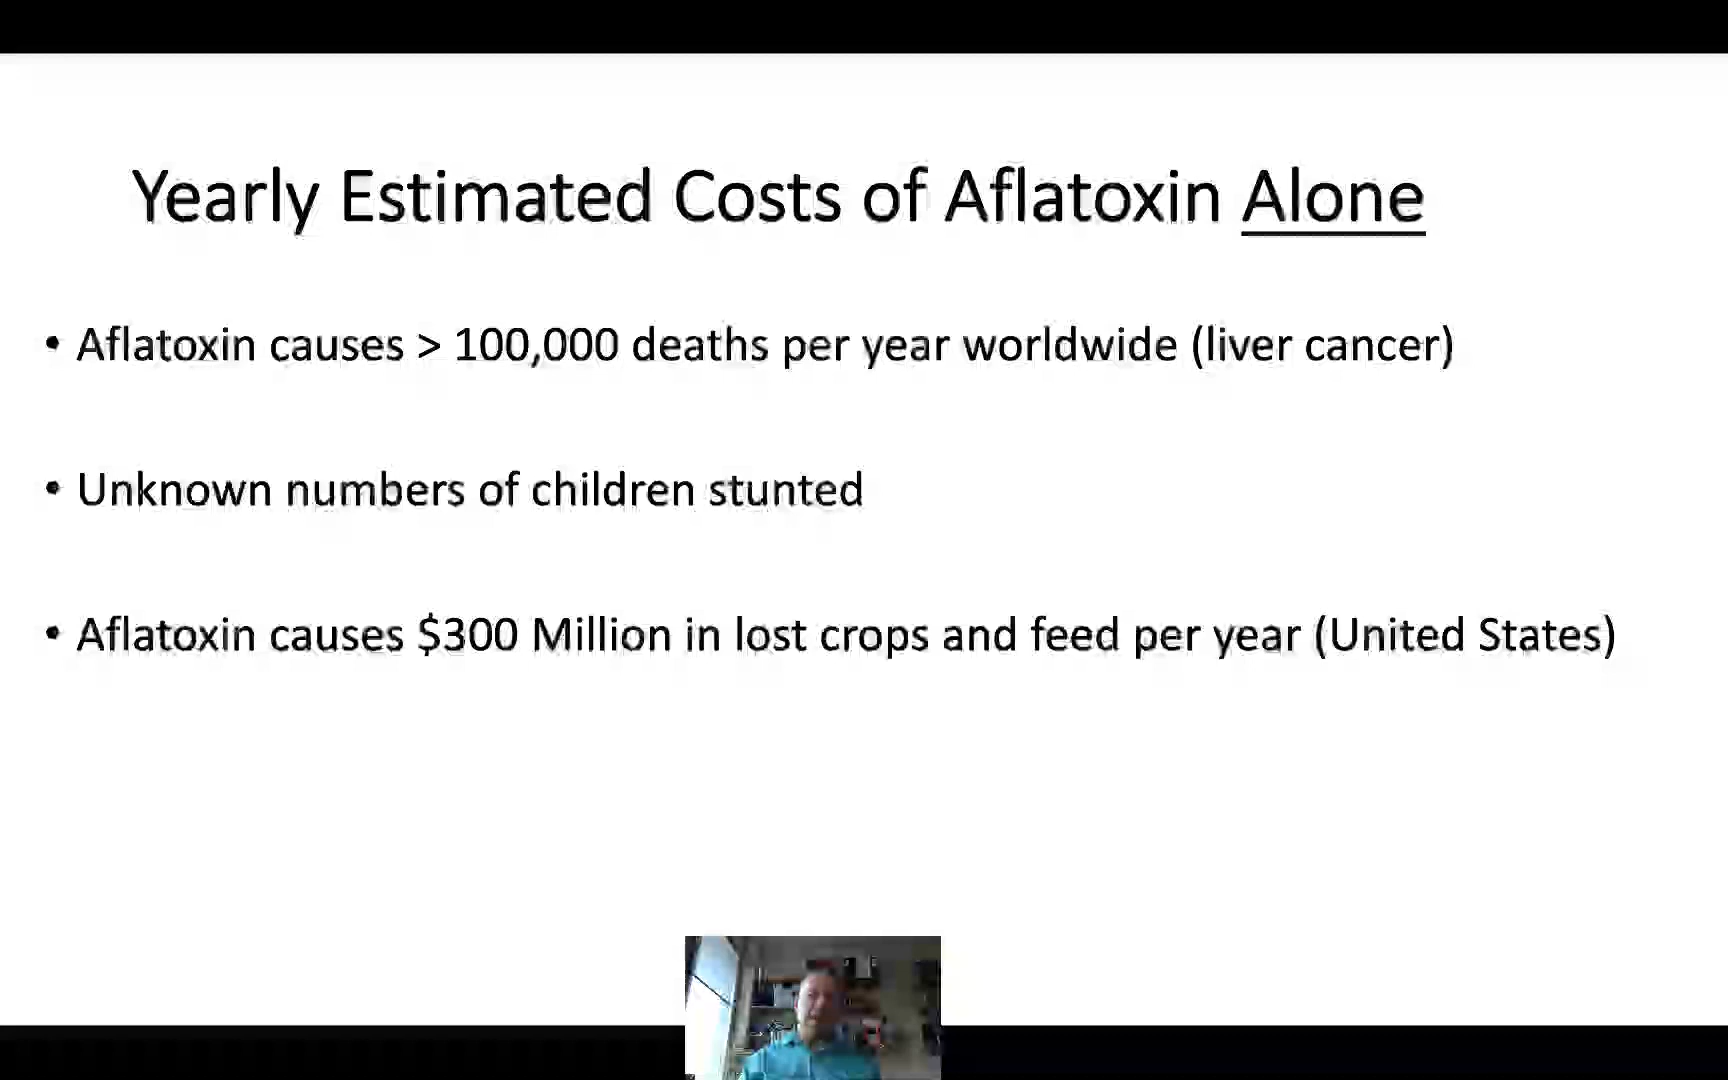 Yearly Estimated Costs of Aflatoxin Alone
• Aflatoxin causes > 100,000 deaths per year worldwide (liver cancer)
• Unknown numbers of children stunted
• Aflatoxin causes $300 Million in lost crops and feed per year (United States)